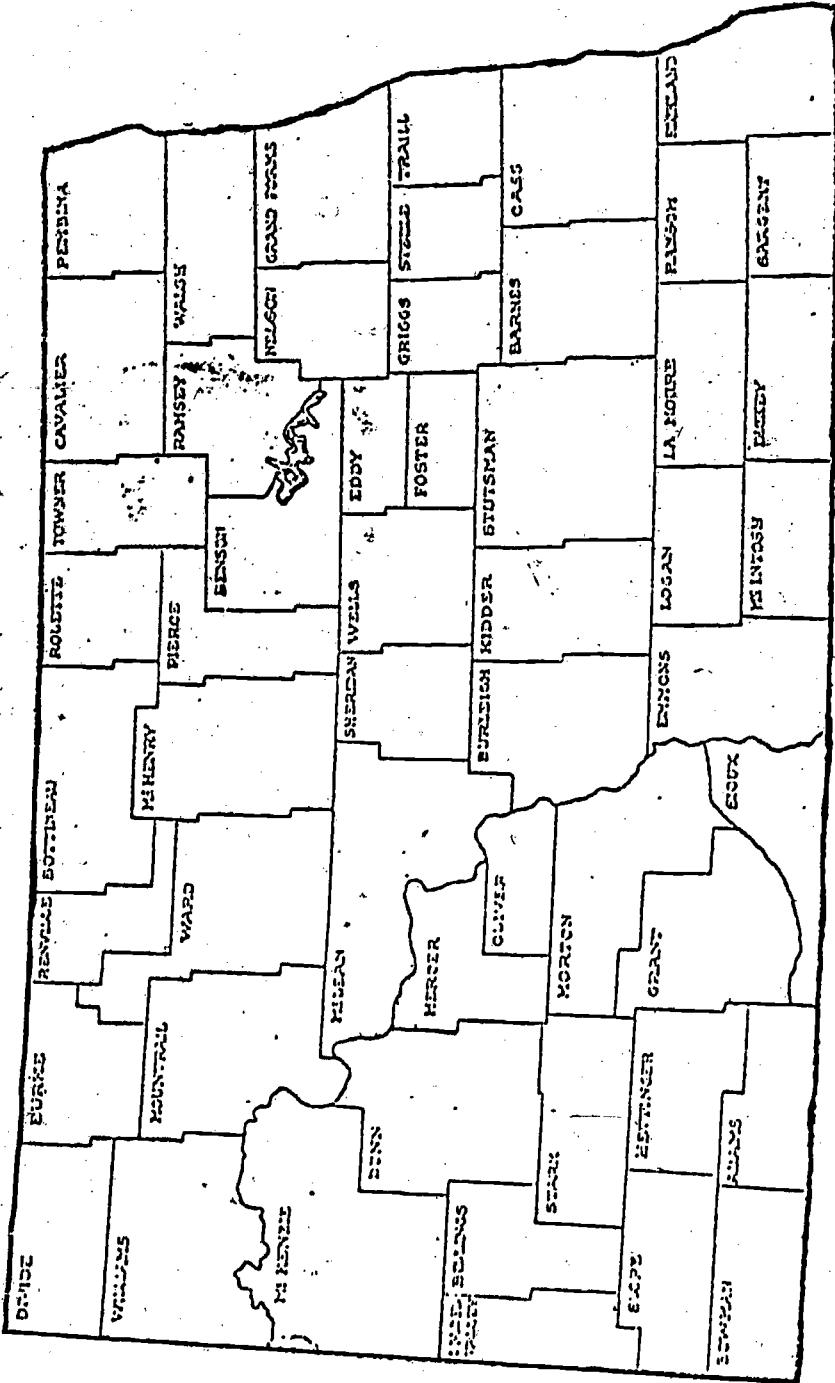 DIVIDE
BURKE
RENVILLE
BOTTINEAU
ROLETTE
TOWNER
CAVALIER
PEMBINA
WILLIAMS
MOUNTRAIL
WARD
MCHENRY
PIERCE
BENSON
RAMSEY
WALSH
MCKENZIE
MCLEAN
SHERIDAN
WELLS
EDDY
FOSTER
NELSON
GRAND FORKS
GRIGGS
STEELE
TRAILL
DUNN
MERCER
OLIVER
BURLEIGH
KIDDER
STUTSMAN
BARNES
CASS
VALLEY
BILLINGS
STARK
MORTON
GRANT
EMMONS
LOGAN
LA MOURE
RANSOM
SLOPE
HETTINGER
SIOUX
BOWMAN
ADAMS
MCINTOSH
SARGENT